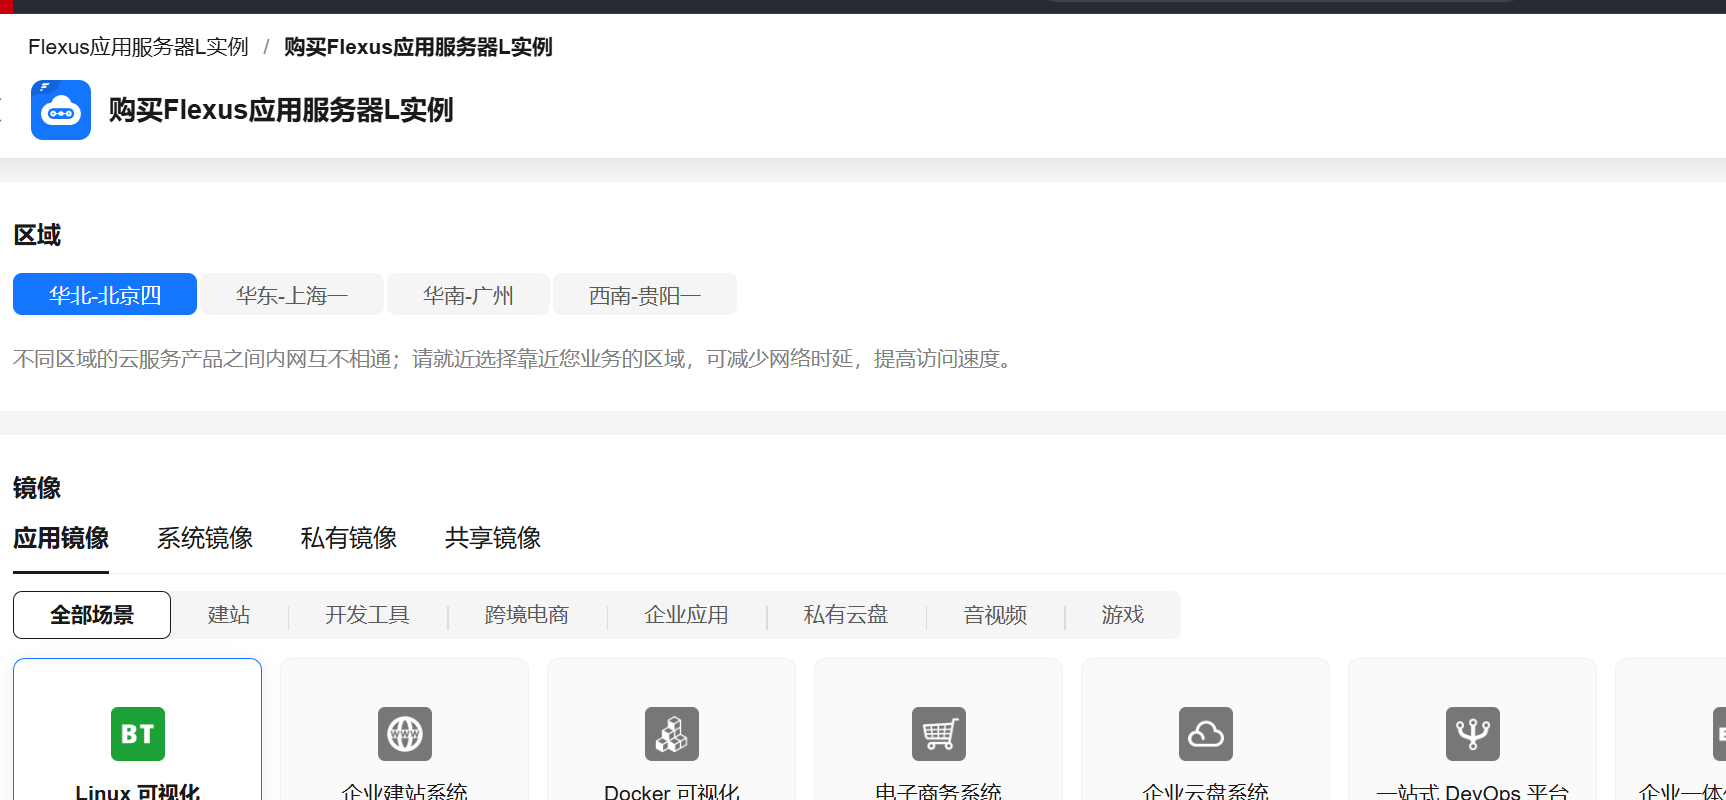 Flexus应用服务器L实例 / 购买Flexus应用服务器L实例
购买Flexus应用服务器L实例
区域
华北-北京四 华东-上海一 华南-广州 西南-贵阳一
不同区域的云服务产品之间内网互不相通；请就近选择靠近您业务的区域，可减少网络时延，提高访问速度。
镜像
应用镜像 系统镜像 私有镜像 共享镜像
全部场景 建站 开发工具 跨境电商 企业应用 私有云盘 音视频 游戏
BT WWW
Linux 可视化 企业建站系统 Docker 可视化 电子商务系统 企业云盘系统 一站式 DevOps 平台 企业一体